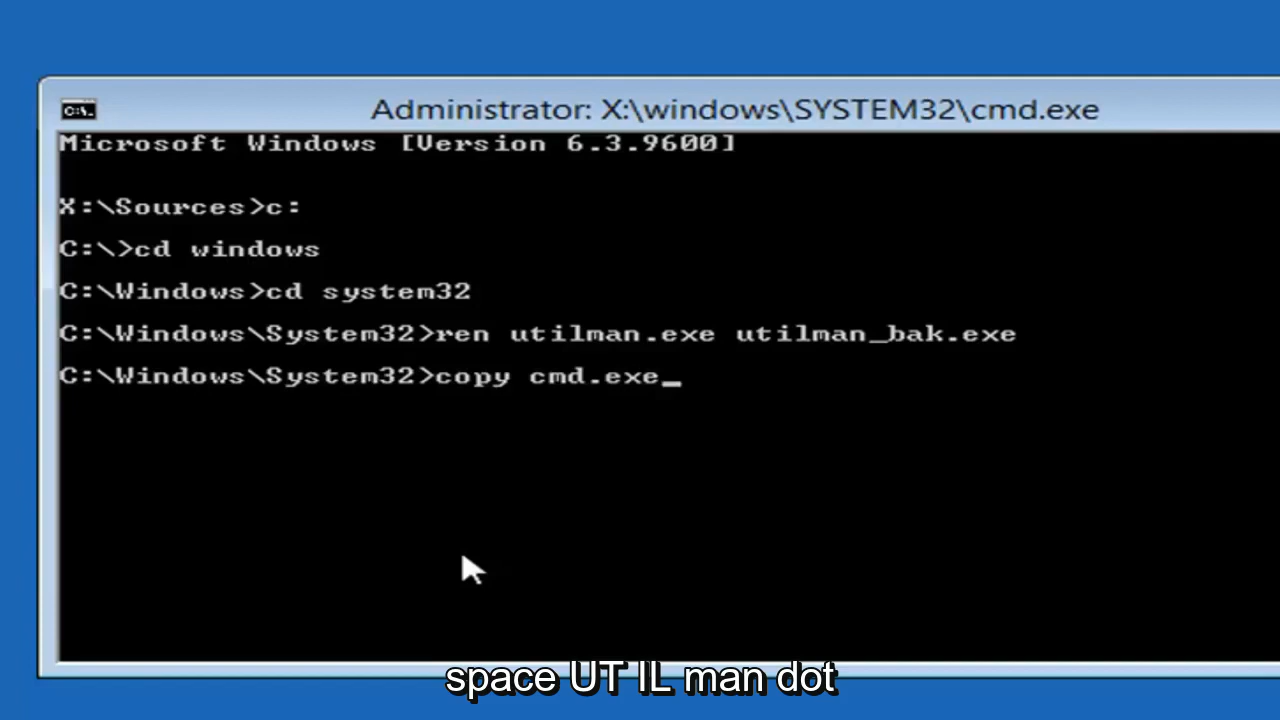 C:\.
Administrator: X:\windows\SYSTEM32\cmd.exe
Microsoft Windows [Version 6.3.9600]
X:\Sources>c:
C:\>cd windows
C:\Windows>cd system32
C:\Windows\System32>ren utilman.exe utilman_bak.exe
C:\Windows\System32>copy cmd.exe_
space UT IL man dot